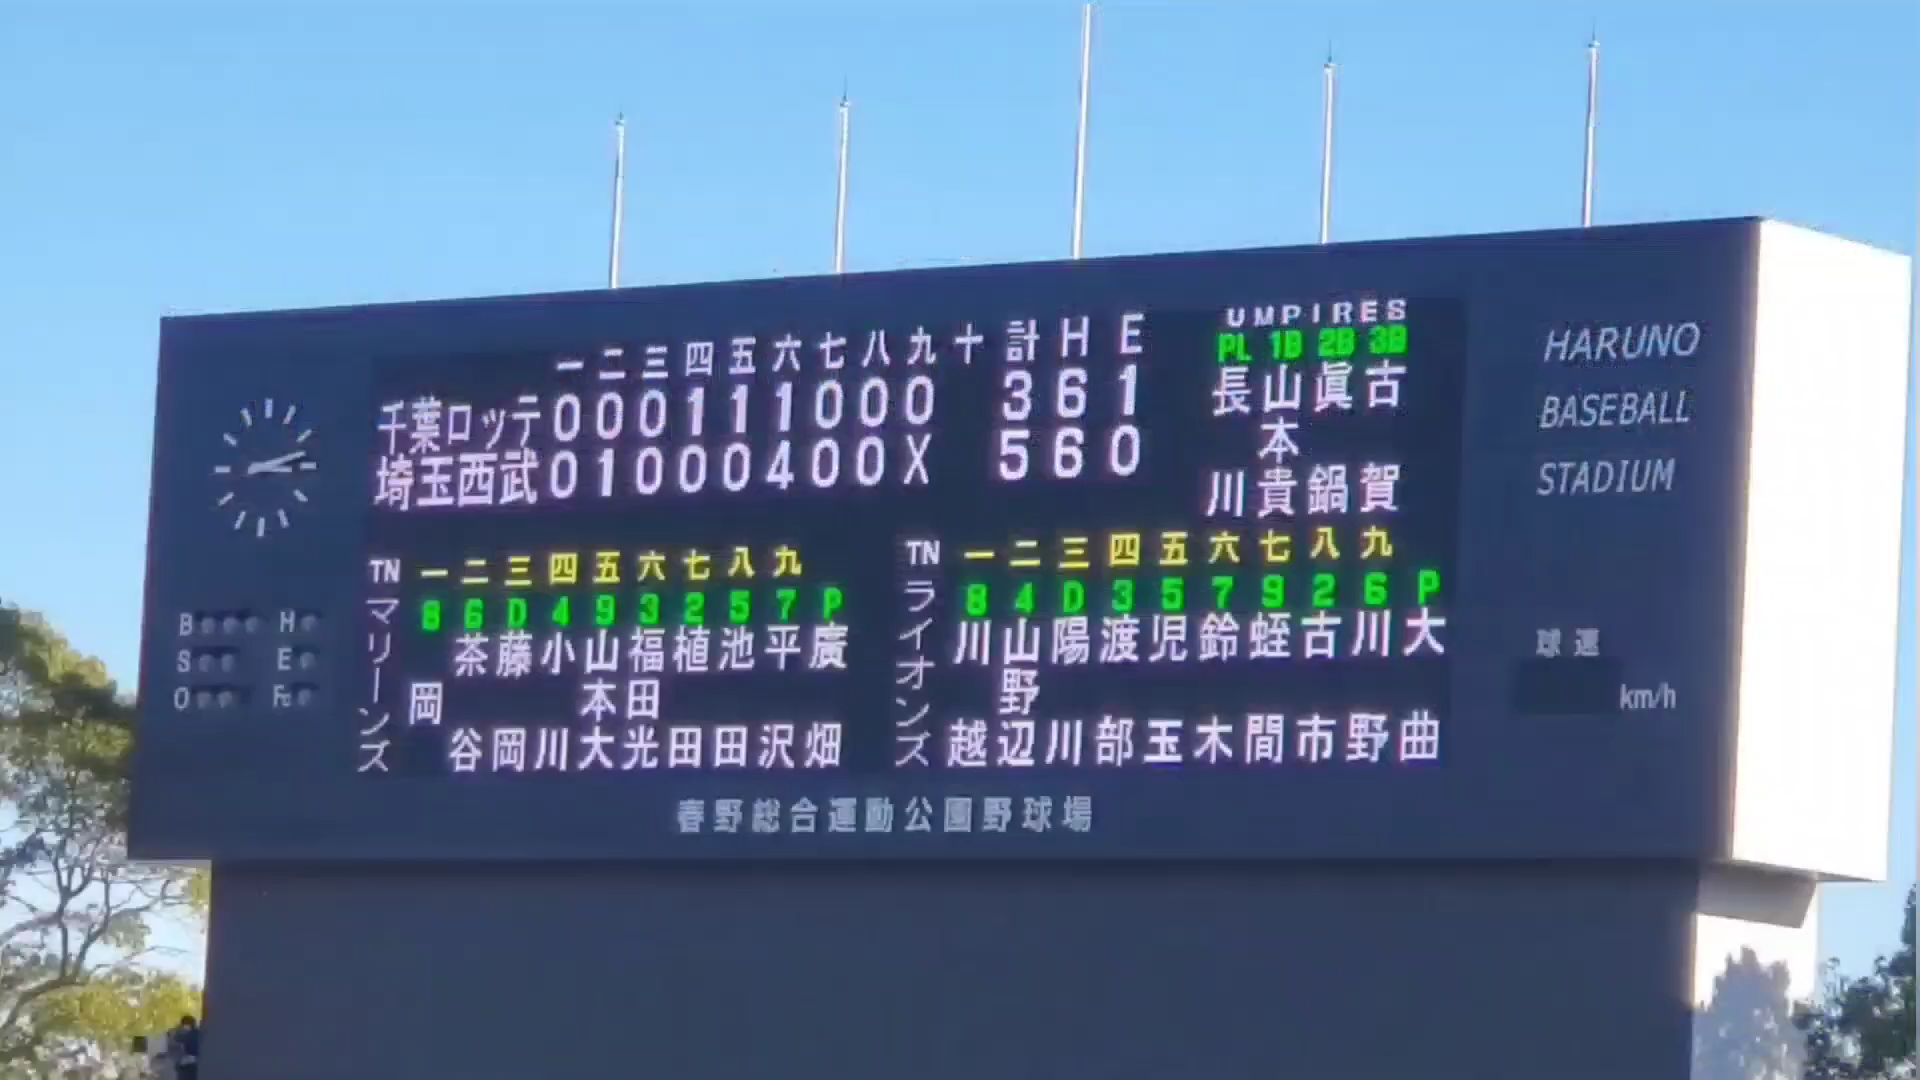 UMPIRES
一 二 三 四 五 六 七 八 九 十 計 H E PL 1B 2B 3B
千葉ロッテ 0 0 0 1 1 1 0 0 0 3 6 1
埼玉西武 0 1 0 0 0 4 0 0 X 5 6 0
長川 山本貴 眞鍋 古賀
HARUNO
BASEBALL
STADIUM
TN 一 二 三 四 五 六 七 八 九
8 6 D 4 9 3 2 5 7 P
マリーンズ 岡 茶谷 藤岡 小川 山本大 福田光 植田 池田 平沢 廣畑
TN 一 二 三 四 五 六 七 八 九
8 4 D 3 5 7 9 2 6 P
ライオンズ 川越 山野辺 陽川 渡部 児玉 鈴木 蛭間 古市 川野 大曲
B H
S E
O Fc
球速
km/h
春野総合運動公園野球場